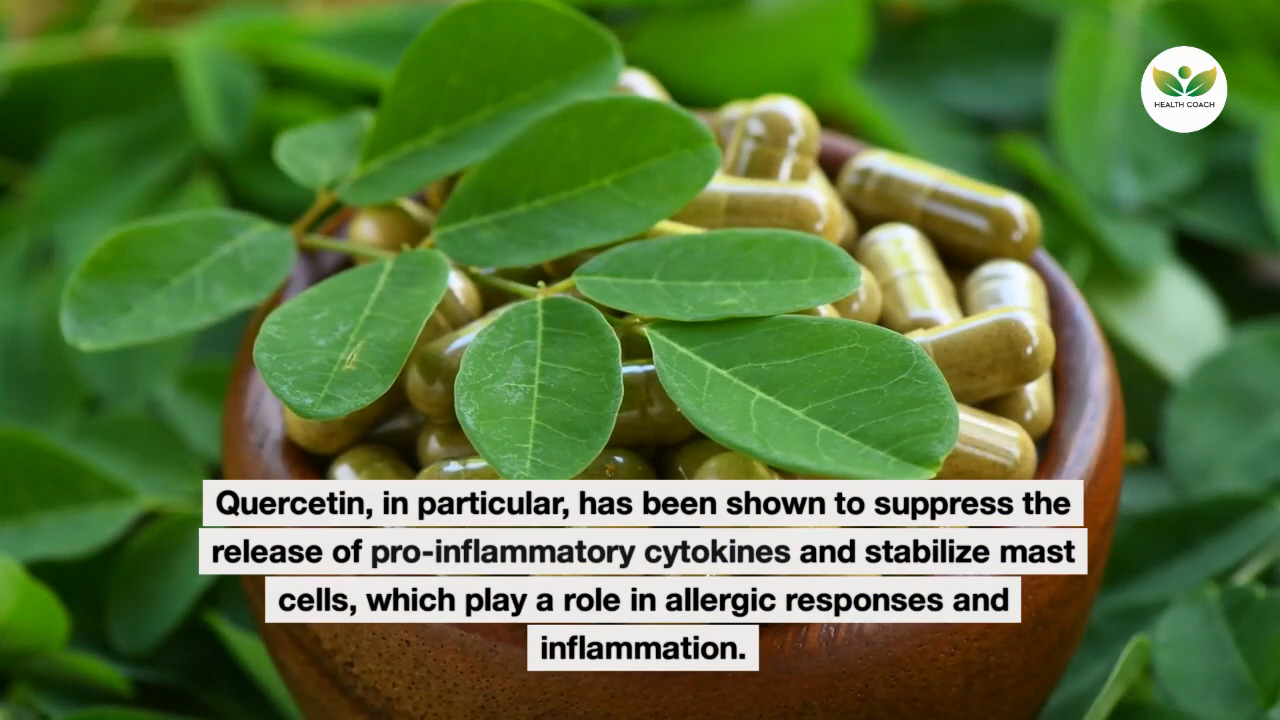 HEALTH COACH
Quercetin, in particular, has been shown to suppress the
release of pro-inflammatory cytokines and stabilize mast
cells, which play a role in allergic responses and
inflammation.